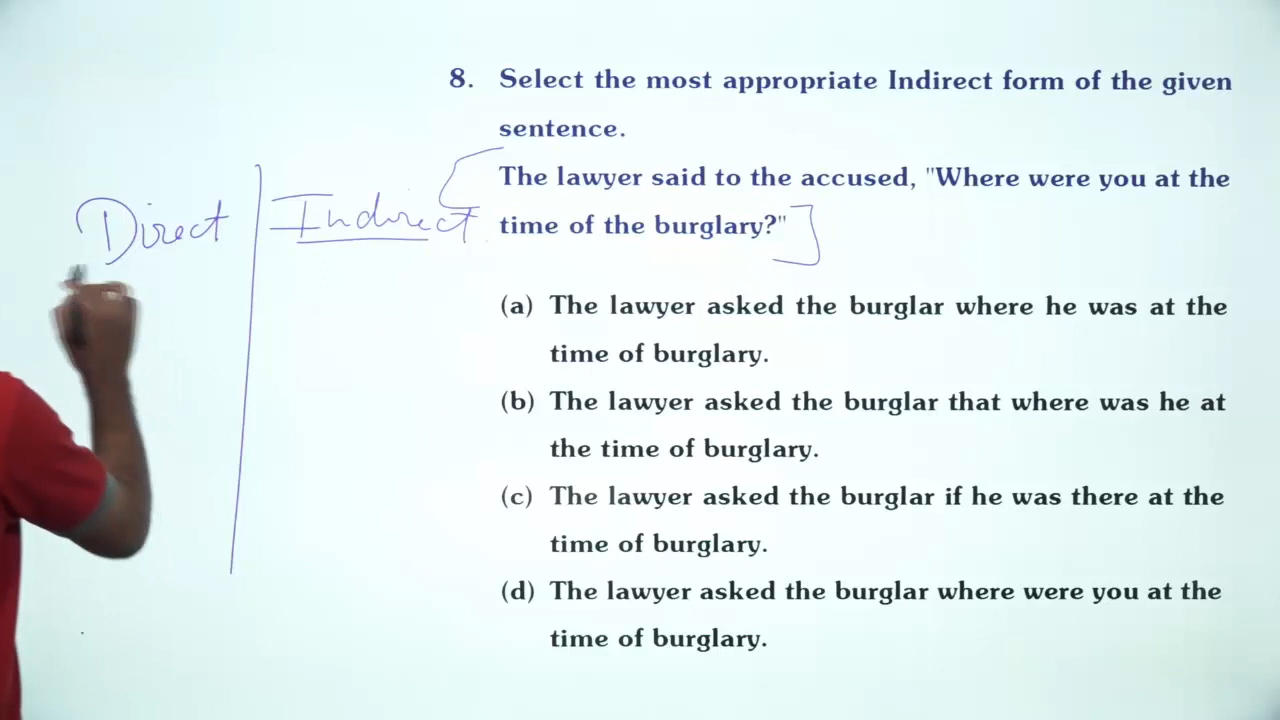 8. Select the most appropriate Indirect form of the given
sentence.
The lawyer said to the accused, "Where were you at the
time of the burglary?"
Direct | Indirect
(a) The lawyer asked the burglar where he was at the
time of burglary.
(b) The lawyer asked the burglar that where was he at
the time of burglary.
(c) The lawyer asked the burglar if he was there at the
time of burglary.
(d) The lawyer asked the burglar where were you at the
time of burglary.